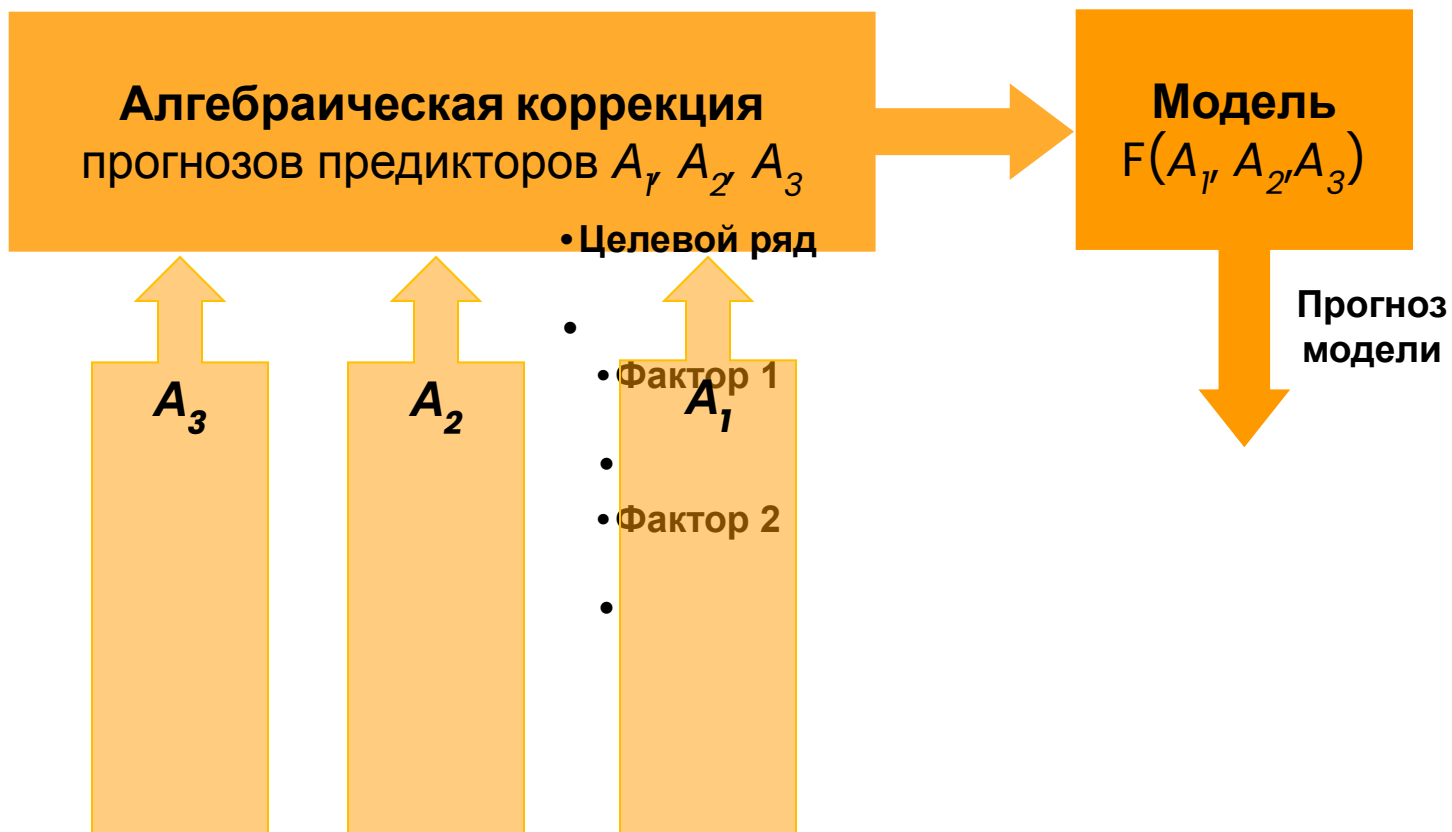 Алгебраическая коррекция
прогнозов предикторов A₁, A₂, A₃
Модель
F(A₁, A₂,A₃)
• Целевой ряд
Прогноз
модели
•
• Фактор 1
A₃
A₂
A₁
•
• Фактор 2
•